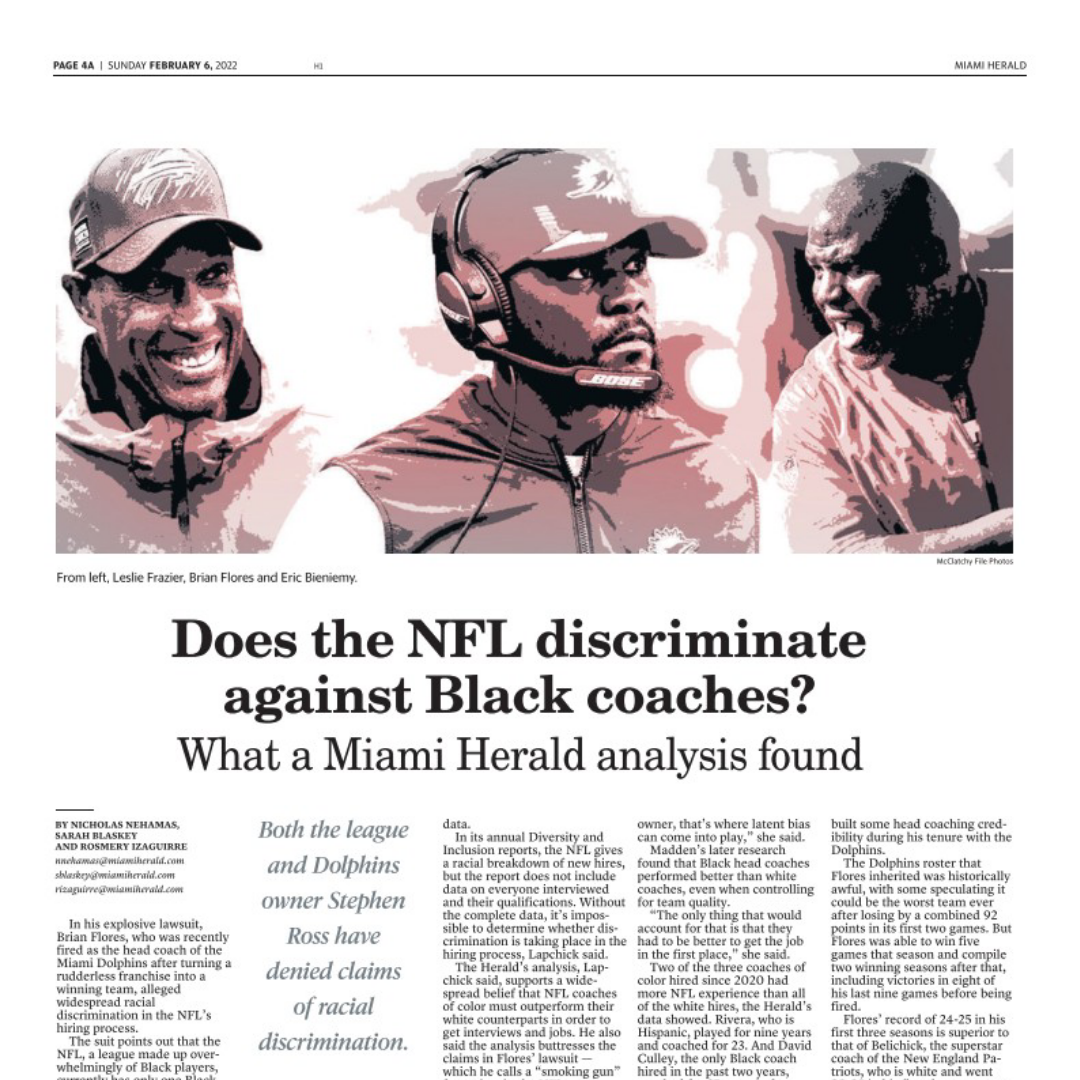 PAGE 4A | SUNDAY FEBRUARY 6, 2022
H1
MIAMI HERALD
BOSE
McClatchy File Photos
From left, Leslie Frazier, Brian Flores and Eric Bieniemy.
Does the NFL discriminate
against Black coaches?
What a Miami Herald analysis found
BY NICHOLAS NEHAMAS,
SARAH BLASKEY
AND ROSMERY IZAGUIRRE
nnehamas@miamiherald.com
sblaskey@miamiherald.com
rizaguirre@miamiherald.com
In his explosive lawsuit,
Brian Flores, who was recently
fired as the head coach of the
Miami Dolphins after turning a
rudderless franchise into a
winning team, alleged
widespread racial
discrimination in the NFL's
hiring process.
The suit points out that the
NFL, a league made up over-
whelmingly of Black players,
currently has only one Black
Both the league
and Dolphins
owner Stephen
Ross have
denied claims
of racial
discrimination.
data.
In its annual Diversity and
Inclusion reports, the NFL gives
a racial breakdown of new hires,
but the report does not include
data on everyone interviewed
and their qualifications. Without
the complete data, it's impos-
sible to determine whether dis-
crimination is taking place in the
hiring process, Lapchick said.
The Herald's analysis, Lap-
chick said, supports a wide-
spread belief that NFL coaches
of color must outperform their
white counterparts in order to
get interviews and jobs. He also
said the analysis buttresses the
claims in Flores' lawsuit —
which he calls a "smoking gun"
owner, that's where latent bias
can come into play," she said.
Madden's later research
found that Black head coaches
performed better than white
coaches, even when controlling
for team quality.
"The only thing that would
account for that is that they
had to be better to get the job
in the first place," she said.
Two of the three coaches of
color hired since 2020 had
more NFL experience than all
of the white hires, the Herald's
data showed. Rivera, who is
Hispanic, played for nine years
and coached for 23. And David
Culley, the only Black coach
hired in the past two years,
built some head coaching cred-
ibility during his tenure with the
Dolphins.
The Dolphins roster that
Flores inherited was historically
awful, with some speculating it
could be the worst team ever
after losing by a combined 92
points in its first two games. But
Flores was able to win five
games that season and compile
two winning seasons after that,
including victories in eight of
his last nine games before being
fired.
Flores' record of 24-25 in his
first three seasons is superior to
that of Belichick, the superstar
coach of the New England Pa-
triots, who is white and went